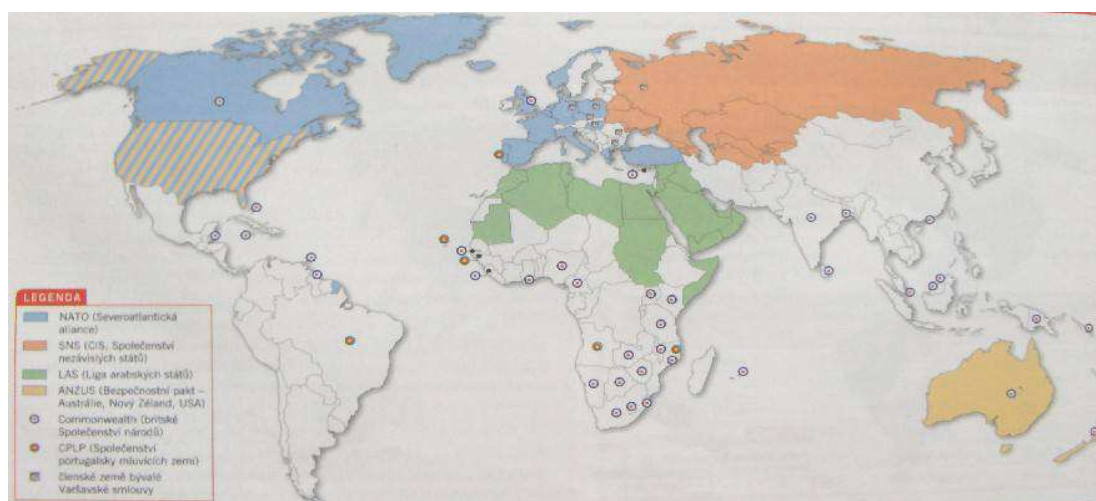 LEGENDA
NATO (Severoatlantická
aliance)
SNS (CIS, Společenství
nezávislých států)
LAS (Liga arabských států)
ANZUS (Bezpečnostní pakt –
Austrálie, Nový Zéland, USA)
Commonwealth (britské
Společenství národů)
CPLP (Společenství
portugalsky mluvících zemí)
členské země bývalé
Varšavské smlouvy